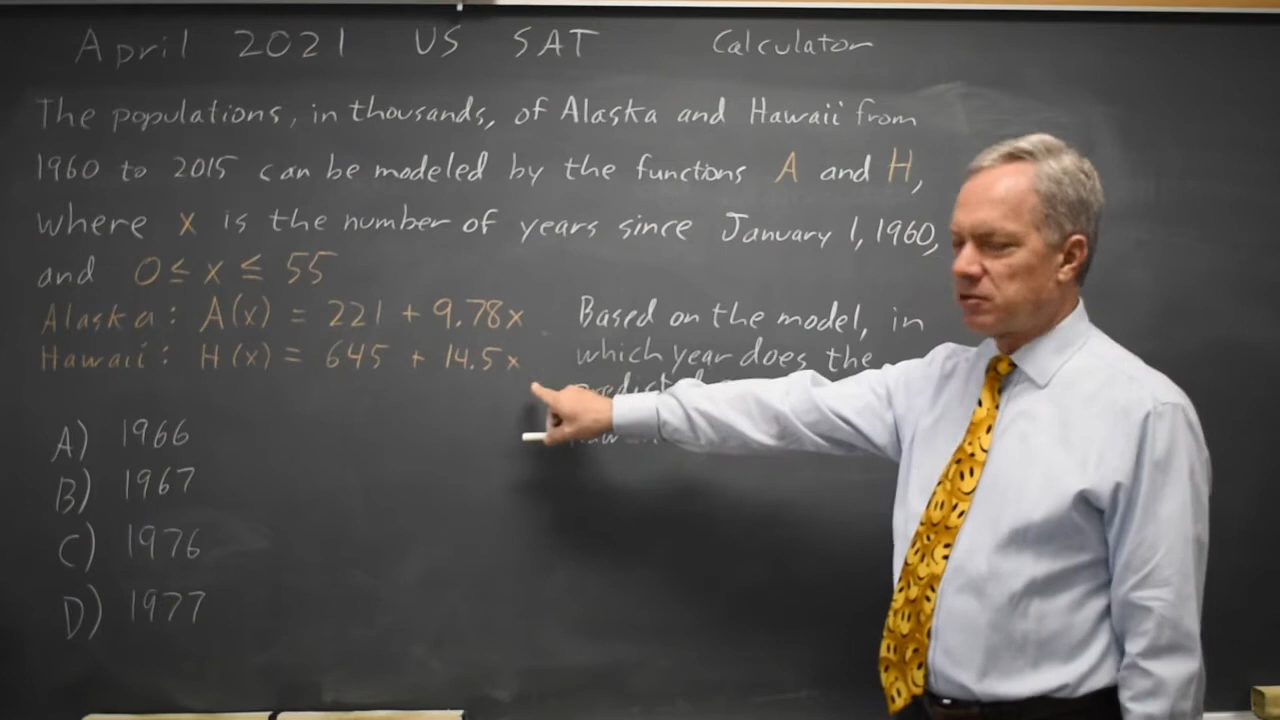 April 2021 US SAT Calculator
The populations, in thousands, of Alaska and Hawaii from
1960 to 2015 can be modeled by the functions A and H,
where x is the number of years since January 1, 1960,
and 0 ≤ x ≤ 55
Alaska: A(x) = 221 + 9.78x
Hawaii: H(x) = 645 + 14.5x
Based on the model, in
which year does the
A) 1966
B) 1967
C) 1976
D) 1977